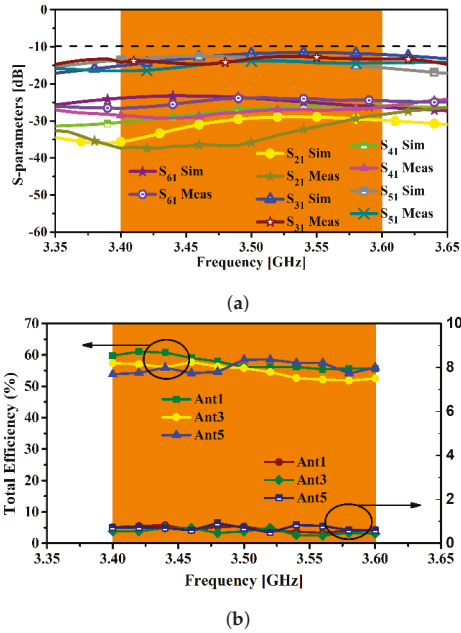 S-parameters [dB]
0
-10
-20
-30
-40
-50
-60
S61 Sim
S61 Meas
S21 Sim
S21 Meas
S31 Sim
S31 Meas
S41 Sim
S41 Meas
S51 Sim
S51 Meas
3.35 3.40 3.45 3.50 3.55 3.60 3.65
Frequency [GHz]
(a)
Total Efficiency (%)
70
60
50
40
30
20
10
0
Ant1
Ant3
Ant5
Ant1
Ant3
Ant5
10
8
6
4
2
0
3.35 3.40 3.45 3.50 3.55 3.60 3.65
Frequency [GHz]
(b)